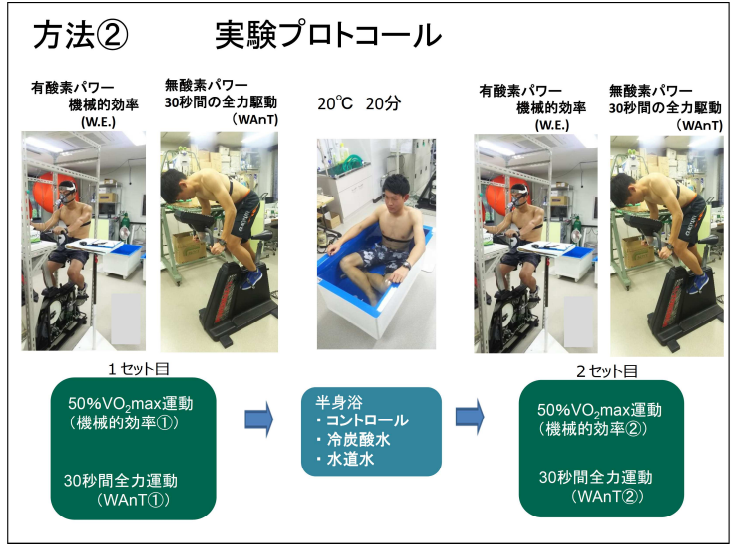 方法② 実験プロトコール
有酸素パワー
機械的効率
(W.E.)
無酸素パワー
30秒間の全力駆動
(WAnT)
20℃ 20分
有酸素パワー
機械的効率
(W.E.)
無酸素パワー
30秒間の全力駆動
(WAnT)
1セット目
50%VO2max運動
(機械的効率①)
30秒間全力運動
(WAnT①)
半身浴
・コントロール
・冷炭酸水
・水道水
2セット目
50%VO2max運動
(機械的効率②)
30秒間全力運動
(WAnT②)